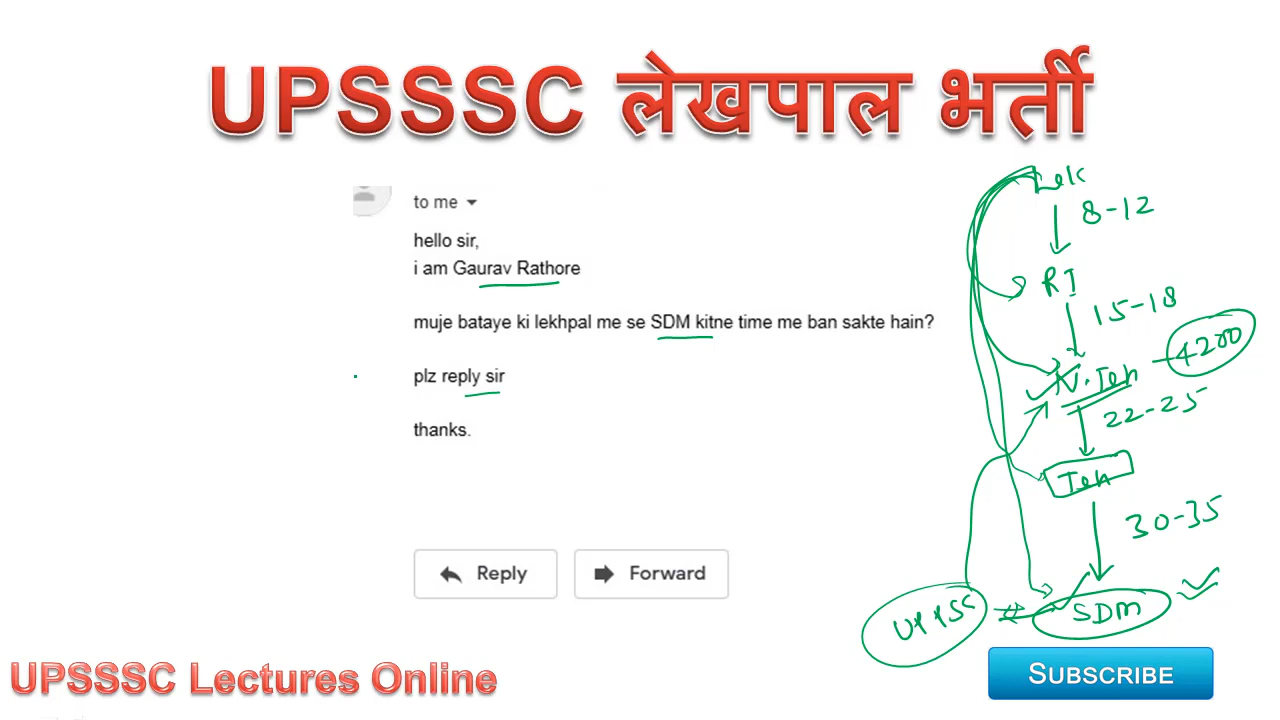 UPSSSC लेखपाल भर्ती
to me
hello sir,
i am Gaurav Rathore
muje bataye ki lekhpal me se SDM kitne time me ban sakte hain?
plz reply sir
thanks.
Reply
Forward
Lek
8-12
RI
15-18
N. Teh
4200
22-25
Teh
30-35
UPPSC
SDM
UPSSSC Lectures Online
SUBSCRIBE